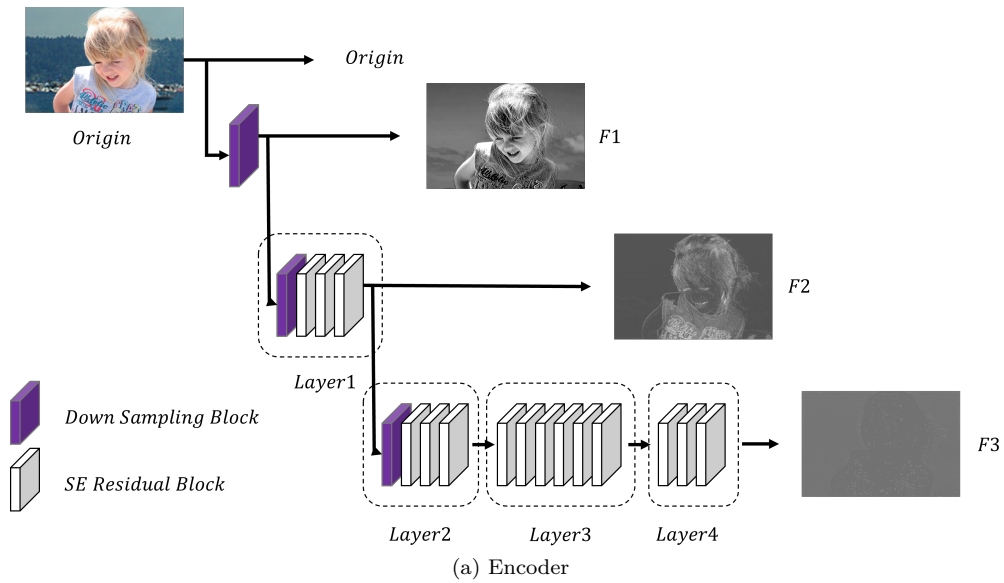 Origin
Origin
F1
F2
Layer1
Down Sampling Block
SE Residual Block
F3
Layer2
Layer3
Layer4
(a) Encoder